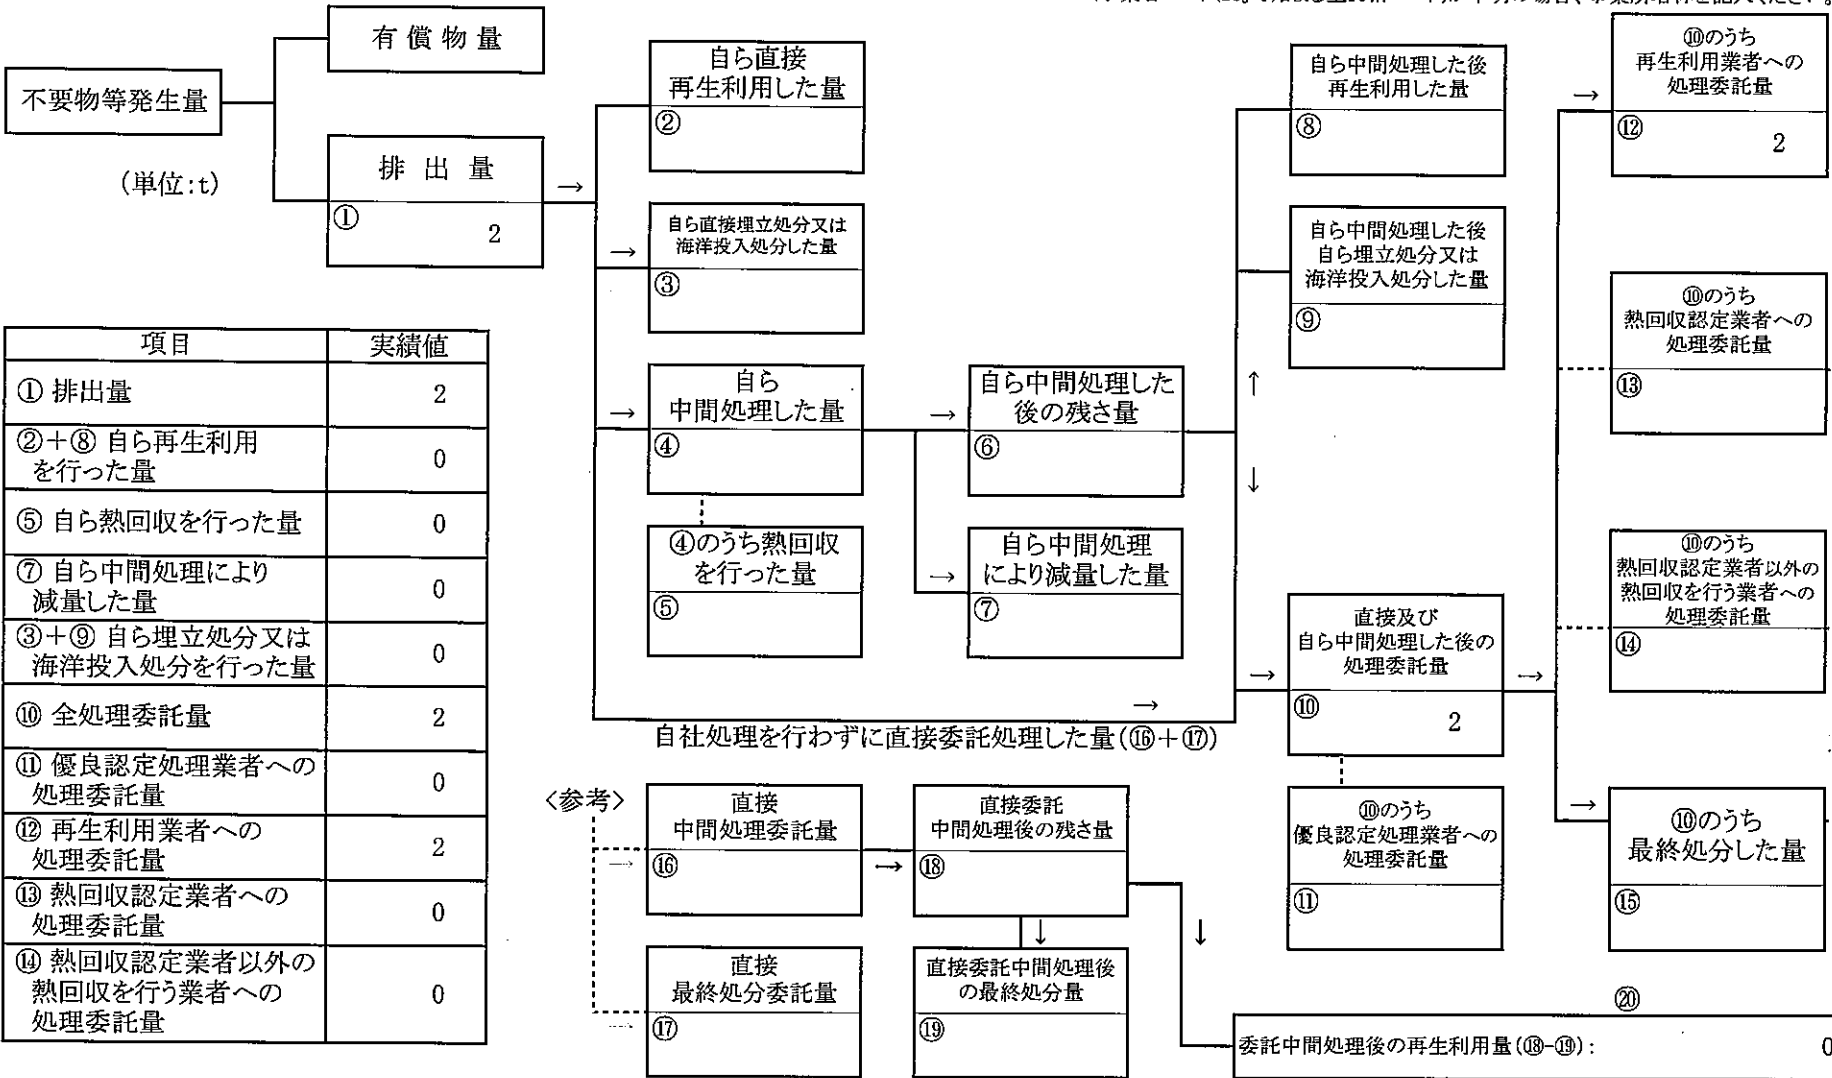 有償物量
不要物等発生量
(単位:t)
排出量
①
2
→
自ら直接
再生利用した量
②
→
自ら直接埋立処分又は
海洋投入処分した量
③
→
自ら
中間処理した量
④
④のうち熱回収
を行った量
⑤
→
自ら中間処理した
後の残さ量
⑥
→
自ら中間処理
により減量した量
⑦
自ら中間処理した後
再生利用した量
⑧
自ら中間処理した後
自ら埋立処分又は
海洋投入処分した量
⑨
↑
↓
→
直接及び
自ら中間処理した後の
処理委託量
⑩
2
→
⑩のうち
優良認定処理業者への
処理委託量
⑪
→
⑩のうち
再生利用業者への
処理委託量
⑫
2
⑩のうち
熱回収認定業者への
処理委託量
⑬
⑩のうち
熱回収認定業者以外の
熱回収を行う業者への
処理委託量
⑭
→
⑩のうち
最終処分した量
⑮
→
自社処理を行わずに直接委託処理した量(⑯+⑰)
〈参考〉
→
直接
中間処理委託量
⑯
→
直接委託
中間処理後の残さ量
⑱
→
直接
最終処分委託量
⑰
↓
直接委託中間処理後
の最終処分量
⑲
↓
⑳
委託中間処理後の再生利用量(⑱-⑲):
0
項目 実績値
① 排出量 2
②+⑧ 自ら再生利用
を行った量 0
⑤ 自ら熱回収を行った量 0
⑦ 自ら中間処理により
減量した量 0
③+⑨ 自ら埋立処分又は
海洋投入処分を行った量 0
⑩ 全処理委託量 2
⑪ 優良認定処理業者への
処理委託量 0
⑫ 再生利用業者への
処理委託量 2
⑬ 熱回収認定業者への
処理委託量 0
⑭ 熱回収認定業者以外の
熱回収を行う業者への
処理委託量 0